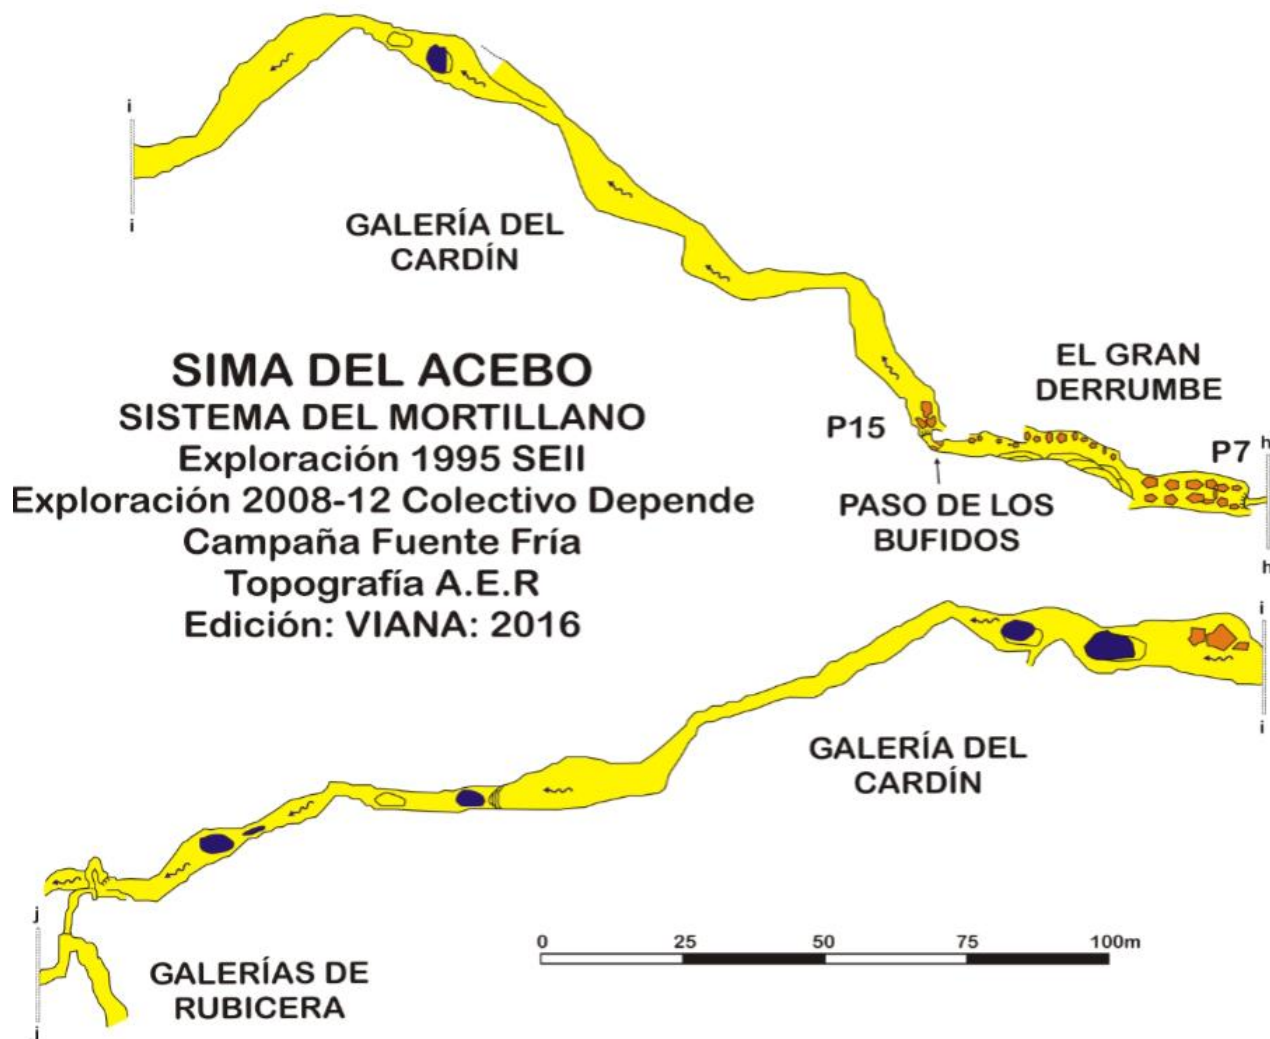 i
i
GALERÍA DEL
CARDÍN
SIMA DEL ACEBO
SISTEMA DEL MORTILLANO
Exploración 1995 SEII
Exploración 2008-12 Colectivo Depende
Campaña Fuente Fría
Topografía A.E.R
Edición: VIANA: 2016
EL GRAN
DERRUMBE
P15
P7
h
h
PASO DE LOS
BUFIDOS
i
i
GALERÍA DEL
CARDÍN
j
j
GALERÍAS DE
RUBICERA
0 25 50 75 100m